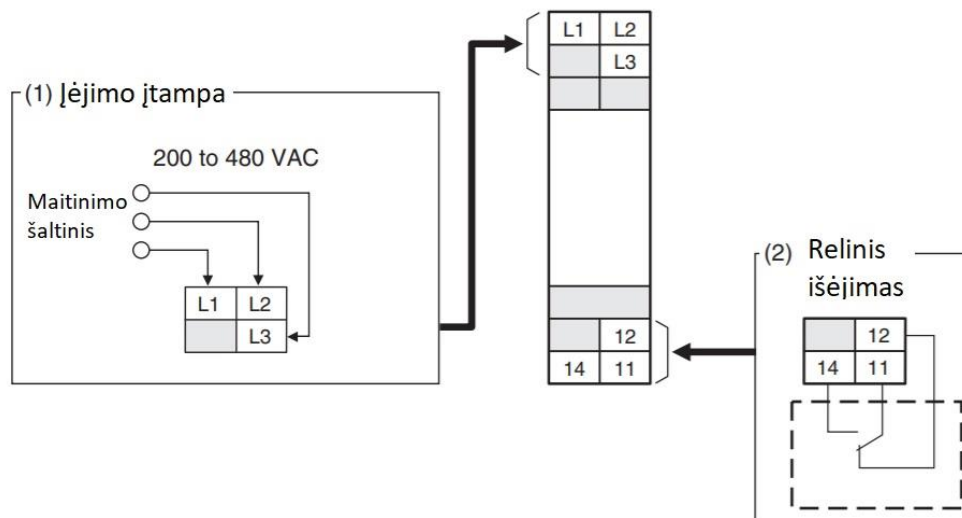 (1) Įėjimo įtampa
200 to 480 VAC
Maitinimo
šaltinis
L1 L2
L3
L1 L2
L3
12
14 11
(2) Relinis
išėjimas
12
14 11